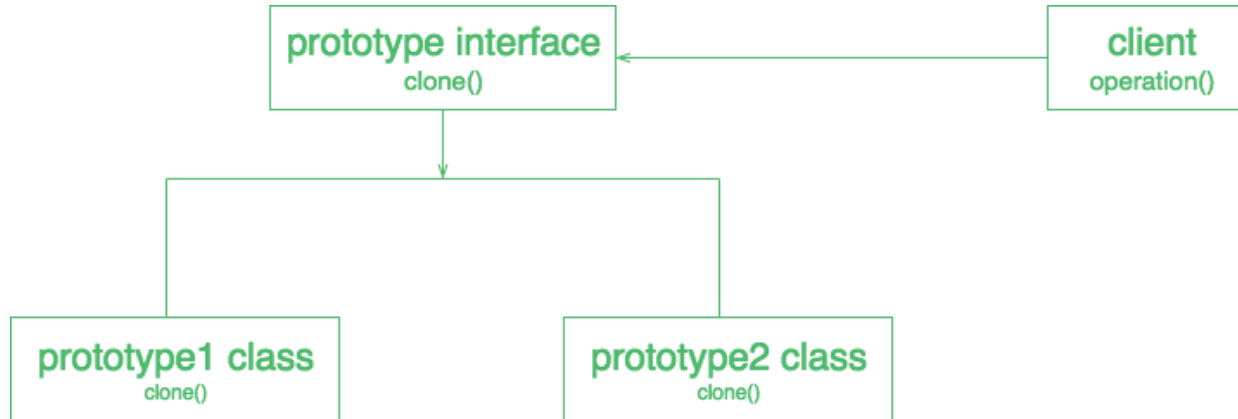 prototype interface
clone()
client
operation()
prototype1 class
clone()
prototype2 class
clone()